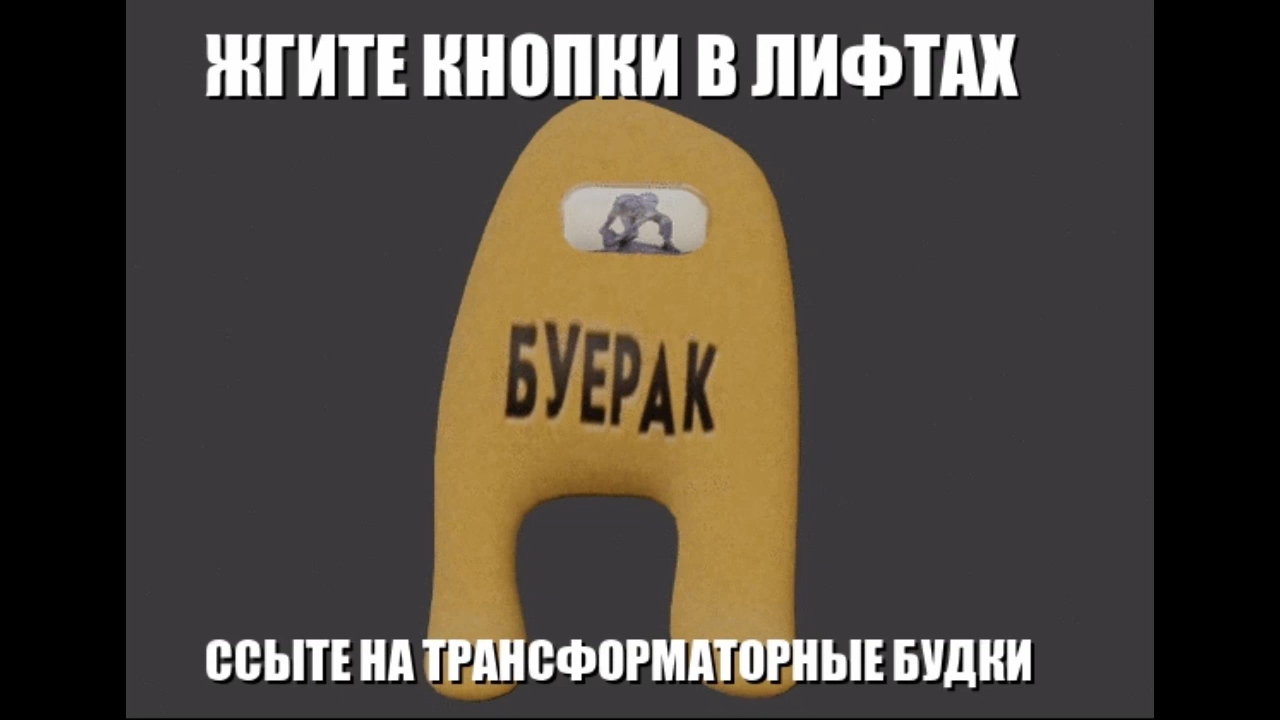 ЖГИТЕ КНОПКИ В ЛИФТАХ
БУЕРАК
ССЫТЕ НА ТРАНСФОРМАТОРНЫЕ БУДКИ